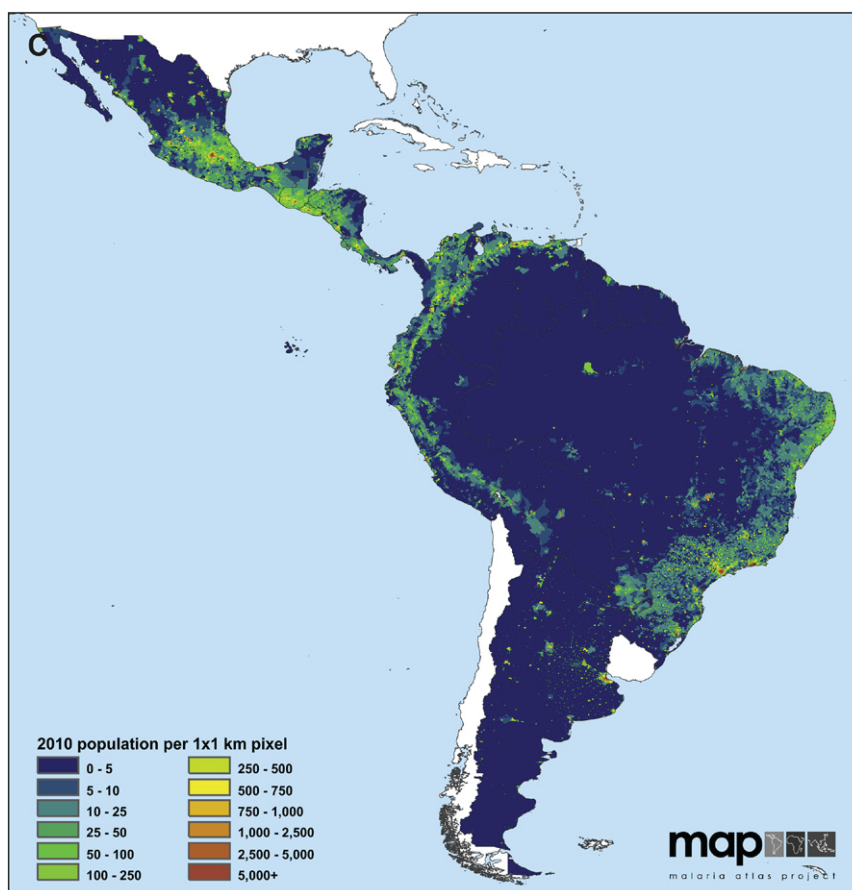 C
2010 population per 1x1 km pixel
0 - 5
5 - 10
10 - 25
25 - 50
50 - 100
100 - 250
250 - 500
500 - 750
750 - 1,000
1,000 - 2,500
2,500 - 5,000
5,000+
map
malaria atlas project